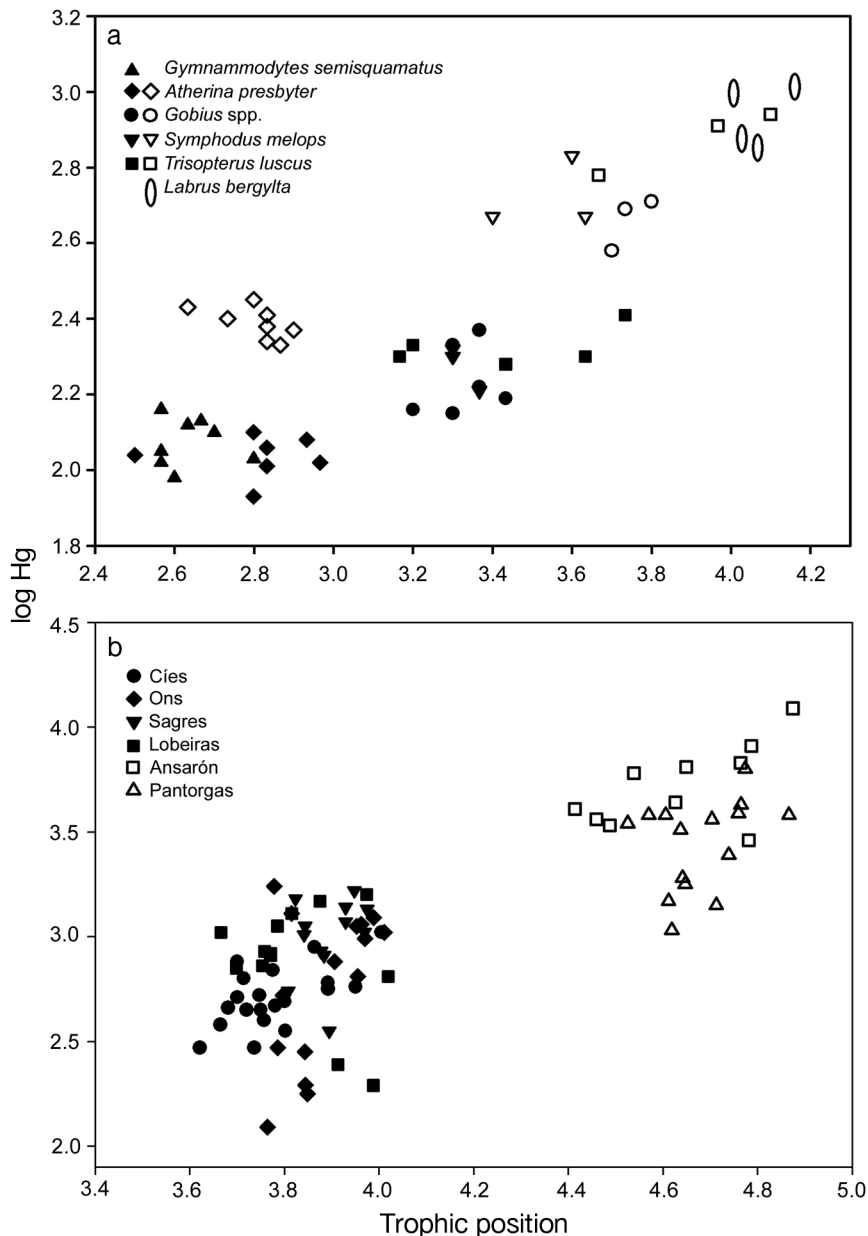 a
Gymnammodytes semisquamatus
Atherina presbyter
Gobius spp.
Symphodus melops
Trisopterus luscus
Labrus bergylta
3.2
3.0
2.8
2.6
2.4
2.2
2.0
1.8
2.4 2.6 2.8 3.0 3.2 3.4 3.6 3.8 4.0 4.2
log Hg
b
Cíes
Ons
Sagres
Lobeiras
Ansarón
Pantorgas
4.5
4.0
3.5
3.0
2.5
2.0
3.4 3.6 3.8 4.0 4.4 4.6 4.8 5.0
Trophic position